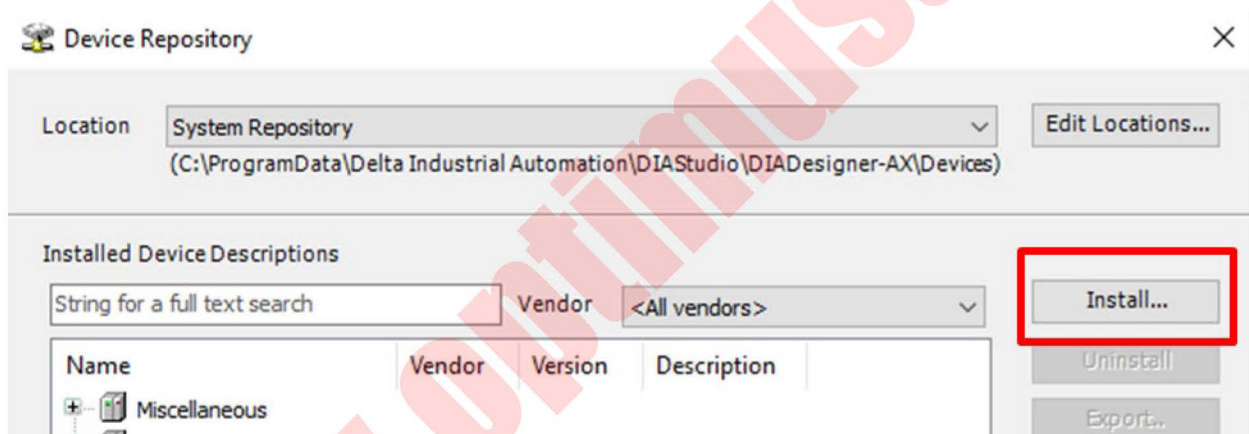 Device Repository
Location System Repository Edit Locations...
(C:\ProgramData\Delta Industrial Automation\DIAStudio\DIADesigner-AX\Devices)
Installed Device Descriptions
String for a full text search Vendor <All vendors> Install...
Name Vendor Version Description Uninstall
Miscellaneous Export..
optimus